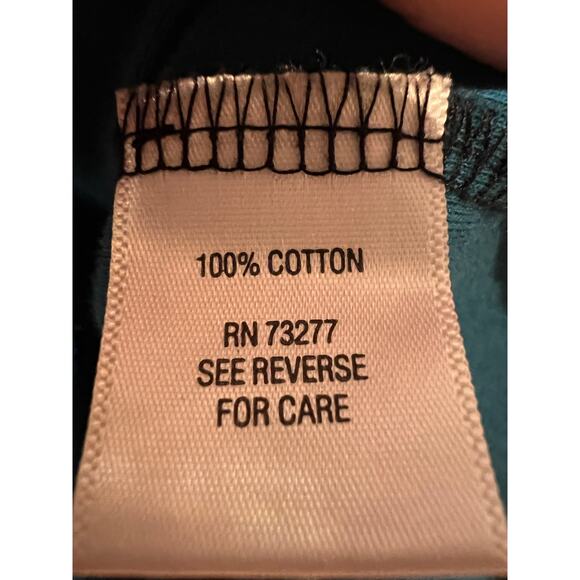 100% COTTON
RN 73277
SEE REVERSE
FOR CARE